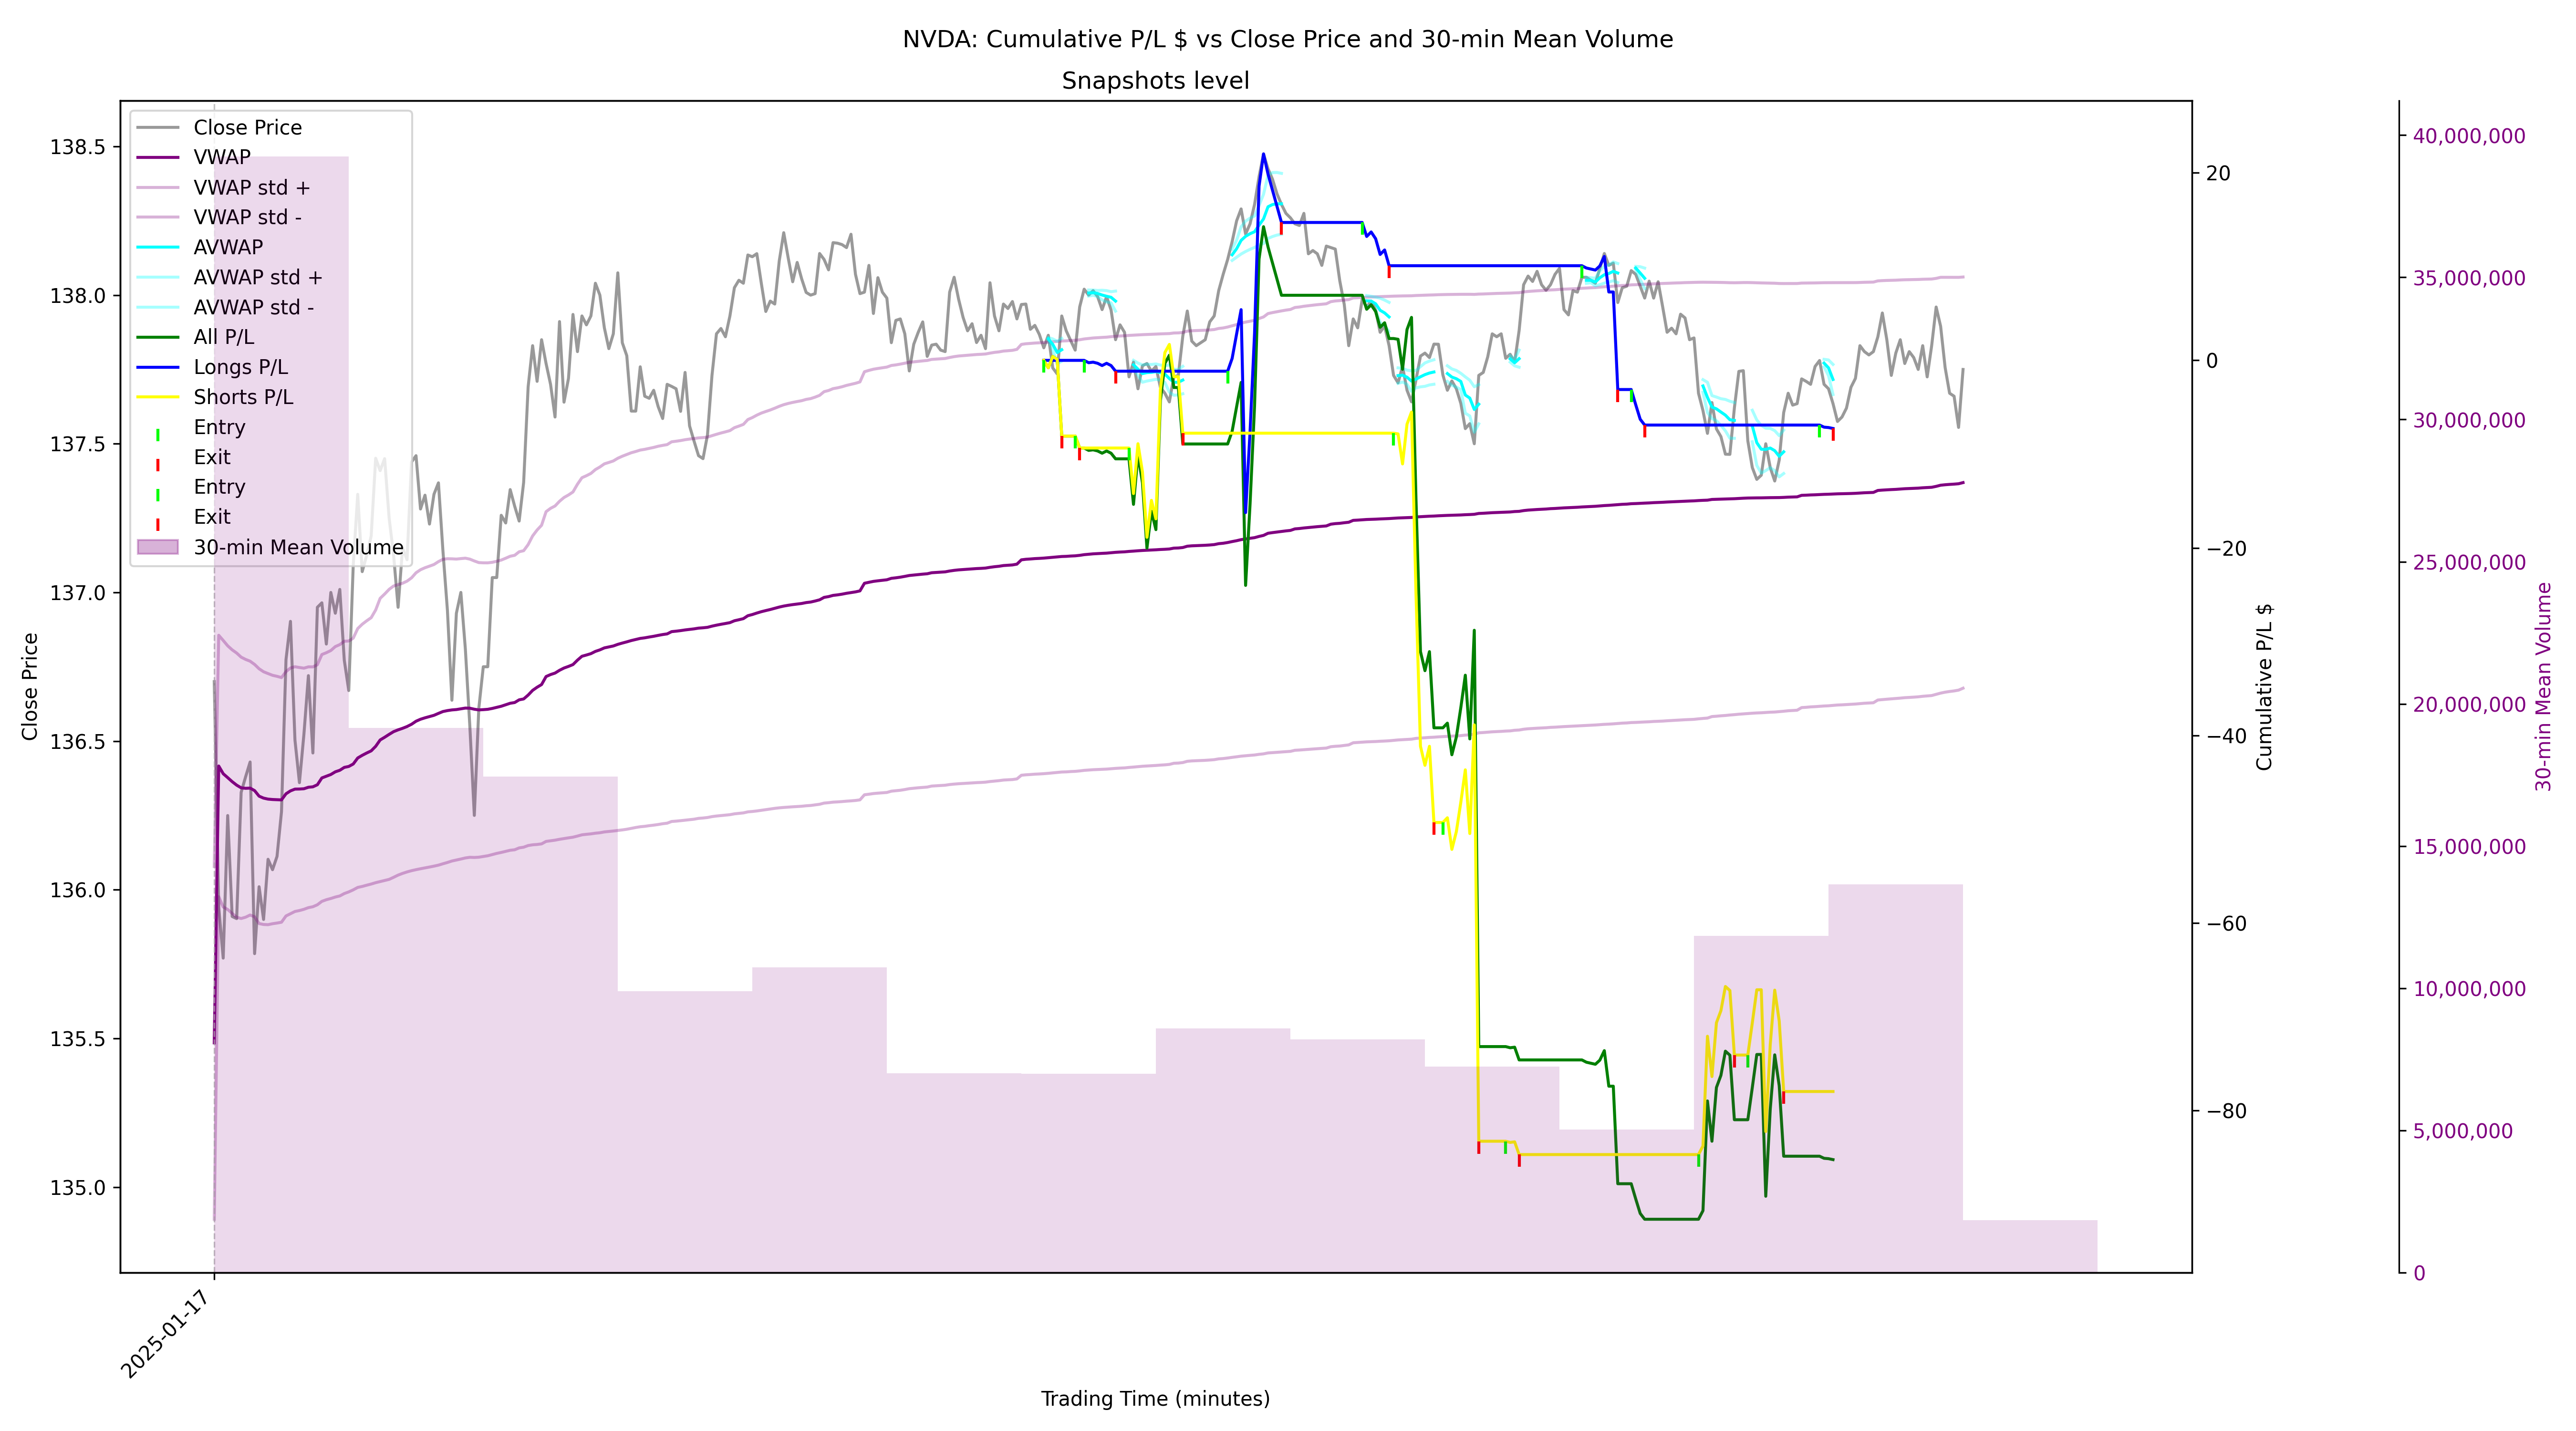 NVDA: Cumulative P/L $ vs Close Price and 30-min Mean Volume
Snapshots level
Close Price
VWAP
VWAP std +
VWAP std -
AVWAP
AVWAP std +
AVWAP std -
All P/L
Longs P/L
Shorts P/L
Entry
Exit
Entry
Exit
30-min Mean Volume
138.5
138.0
137.5
137.0
136.5
136.0
135.5
135.0
Close Price
20
0
−20
−40
−60
−80
Cumulative P/L $
40,000,000
35,000,000
30,000,000
25,000,000
20,000,000
15,000,000
10,000,000
5,000,000
0
30-min Mean Volume
2025-01-17
Trading Time (minutes)